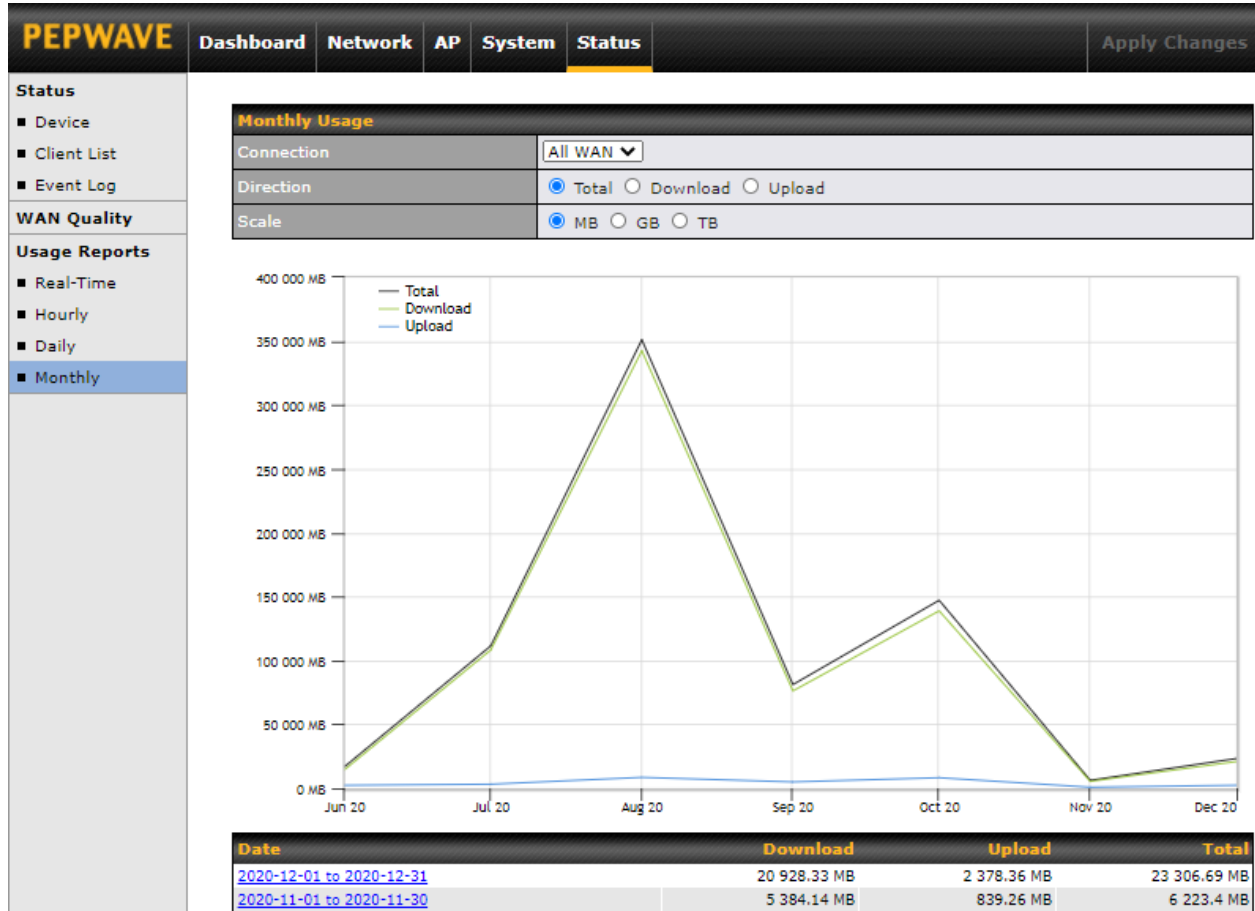 PEPWAVE
Dashboard Network AP System Status Apply Changes
Status
Device
Client List
Event Log
WAN Quality
Usage Reports
Real-Time
Hourly
Daily
Monthly
Monthly Usage
Connection All WAN
Direction Total Download Upload
Scale MB GB TB
400 000 MB
350 000 MB
300 000 MB
250 000 MB
200 000 MB
150 000 MB
100 000 MB
50 000 MB
0 MB
Total
Download
Upload
Jun 20 Jul 20 Aug 20 Sep 20 Oct 20 Nov 20 Dec 20
Date Download Upload Total
2020-12-01 to 2020-12-31 20 928.33 MB 2 378.36 MB 23 306.69 MB
2020-11-01 to 2020-11-30 5 384.14 MB 839.26 MB 6 223.4 MB